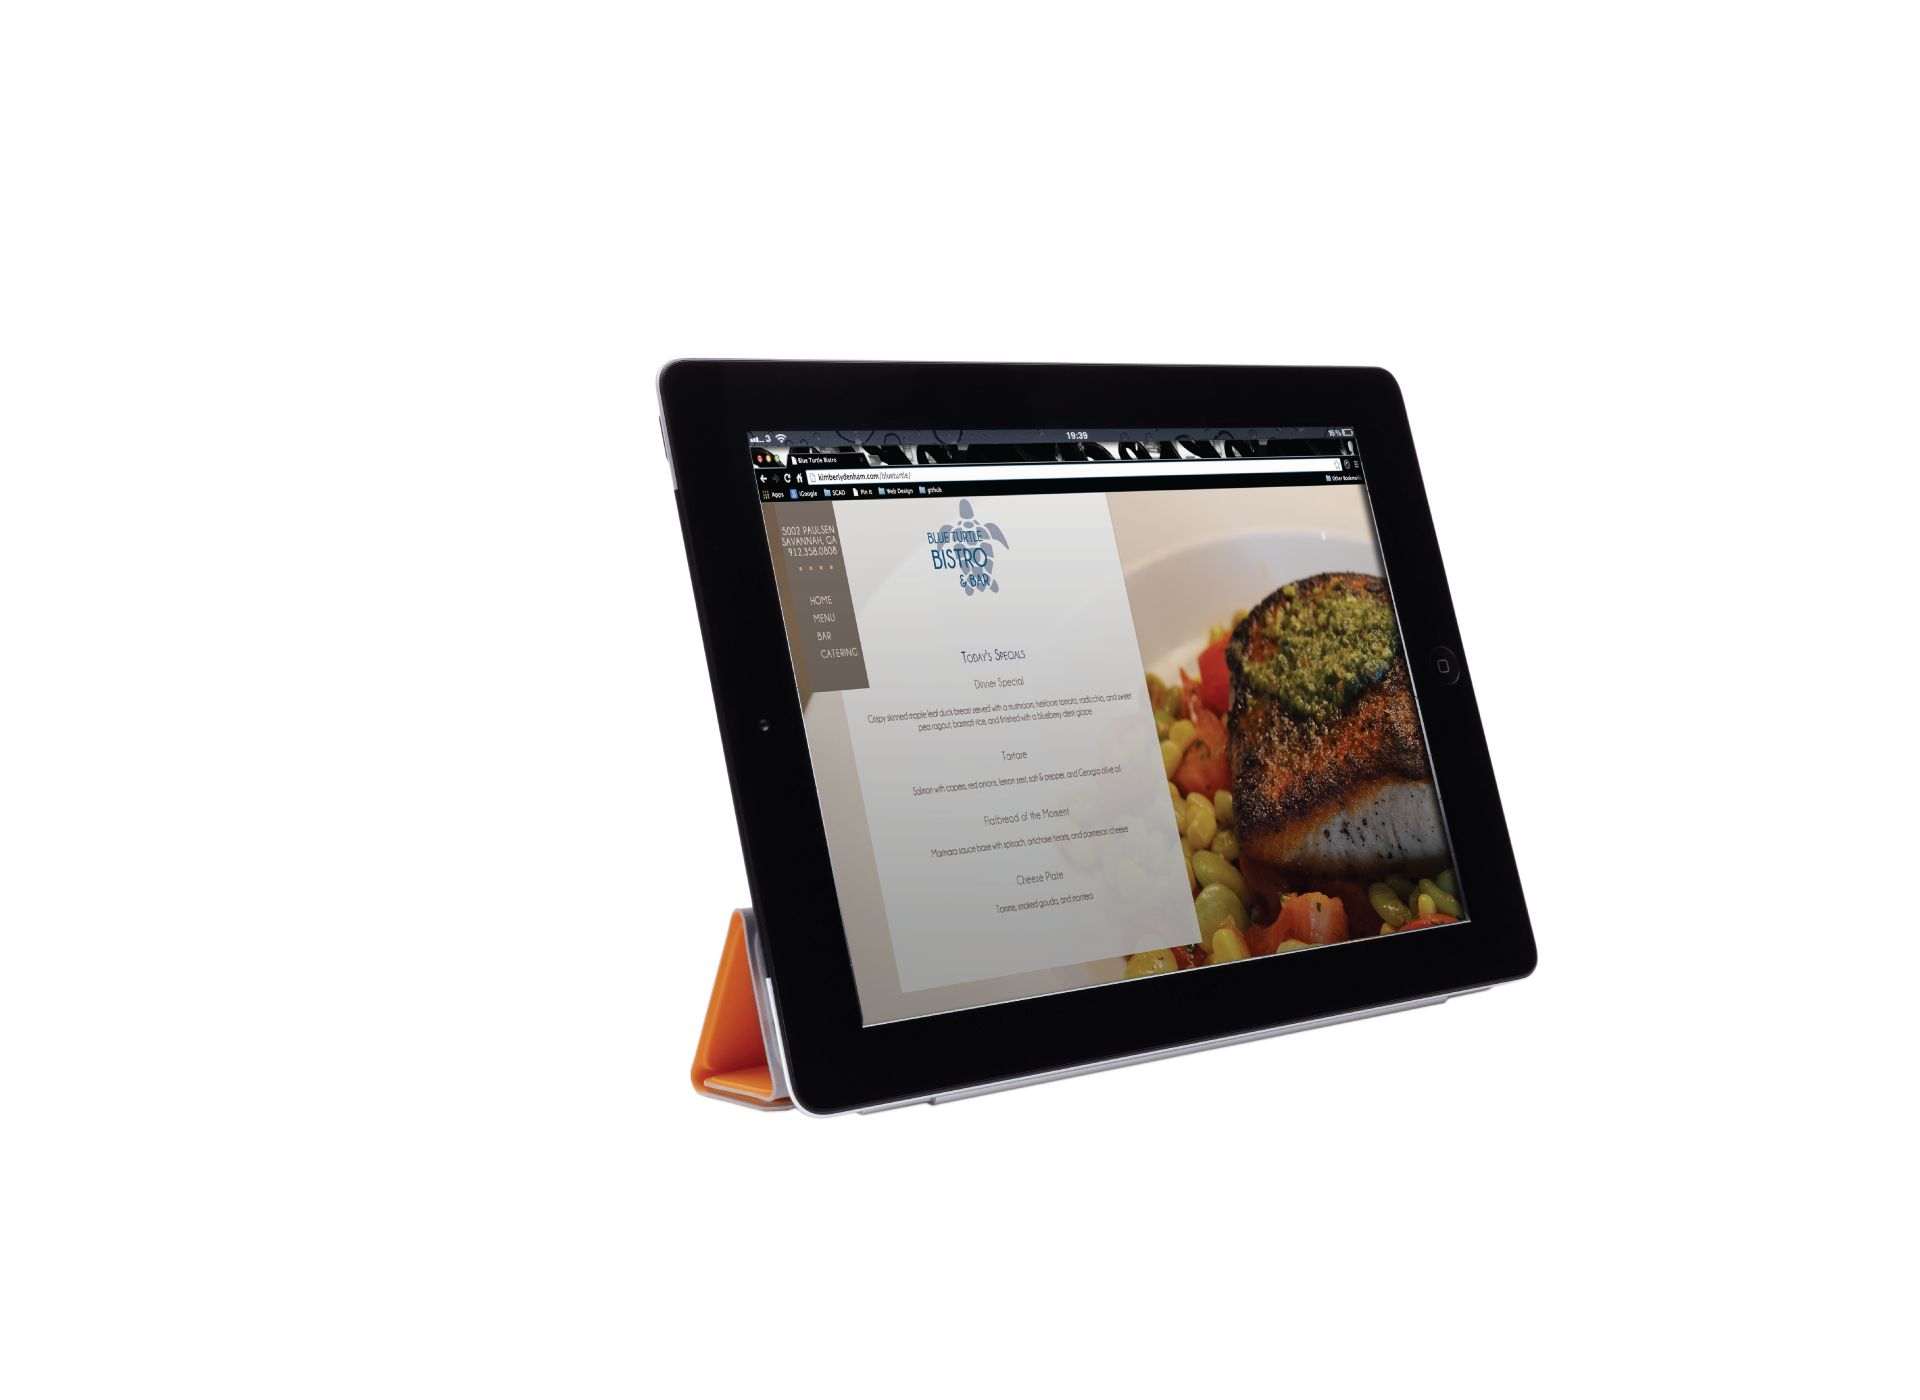 3
19:39
16%
Blue Turtle Bistro
kimberlydenham.com/blueturtle/
Apps iGoogle SCAD Pin It Web Design github Other Bookmarks
5002 PAULSEN
SAVANNAH, GA
912.358.0808
HOME
MENU
BAR
CATERING
BLUE TURTLE
BISTRO
& BAR
TODAY'S SPECIALS
Dinner Special
Crispy skinned maple leaf duck breast served with a mushroom, heirloom tomato, radicchio, and sweet
pea ragout, basmati rice, and finished with a blueberry demi glace
Tartare
Salmon with capers, red onions, lemon zest, salt & pepper, and Georgia olive oil
Flatbread of the Moment
Marinara sauce base with spinach, artichoke hearts, and parmesan cheese
Cheese Plate
Tomme, smoked gouda, and montera